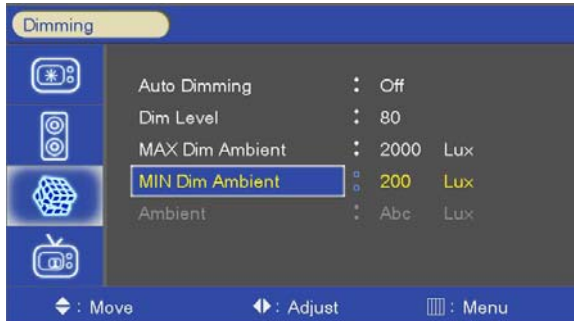 Dimming
Auto Dimming : Off
Dim Level : 80
MAX Dim Ambient : 2000 Lux
MIN Dim Ambient : 200 Lux
Ambient : Abc Lux
: Move : Adjust : Menu